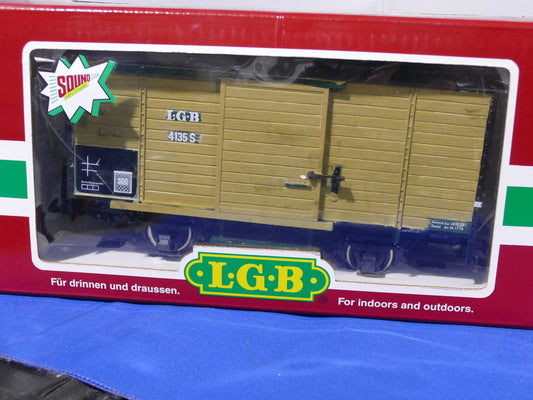 SOUND
L·G·B
4135 S
L·G·B®
Für drinnen und draussen.
For indoors and outdoors.